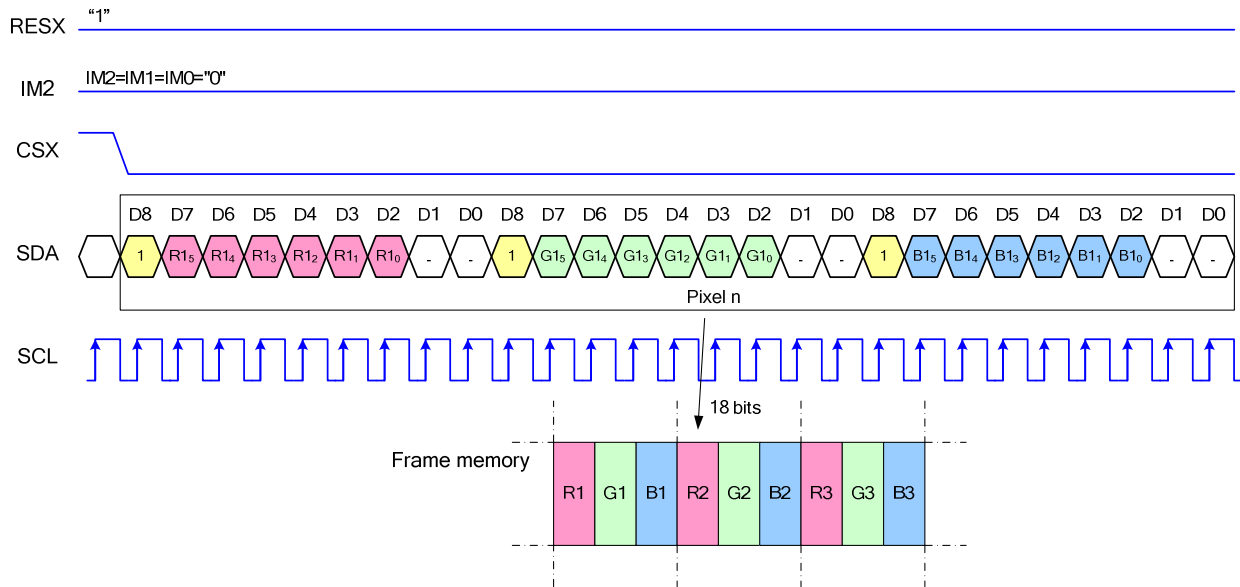 RESX “1”
IM2 IM2=IM1=IM0="0"
CSX
D8 D7 D6 D5 D4 D3 D2 D1 D0 D8 D7 D6 D5 D4 D3 D2 D1 D0 D8 D7 D6 D5 D4 D3 D2 D1 D0
SDA 1 R1₅ R1₄ R1₃ R1₂ R1₁ R1₀ - - 1 G1₅ G1₄ G1₃ G1₂ G1₁ G1₀ - - 1 B1₅ B1₄ B1₃ B1₂ B1₁ B1₀ - -
Pixel n
SCL
18 bits
Frame memory
R1 G1 B1 R2 G2 B2 R3 G3 B3